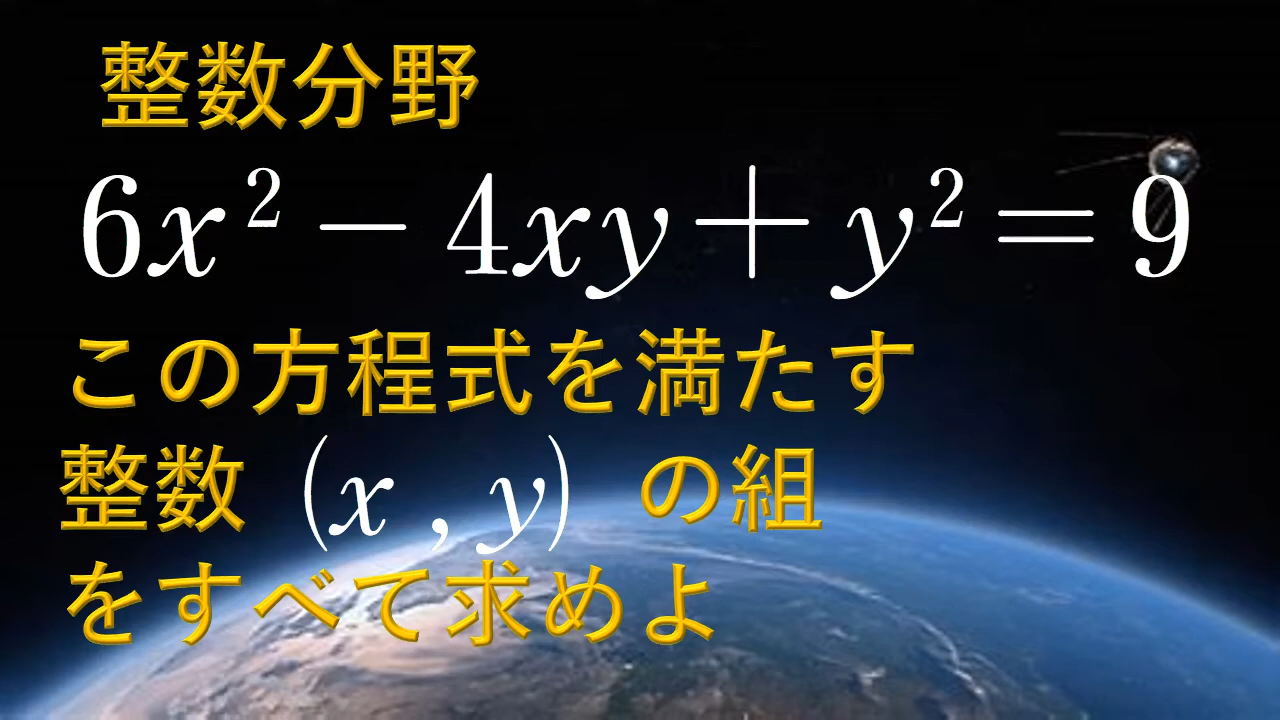 整数分野
6x² − 4xy + y² = 9
この方程式を満たす
整数 (x , y) の組
をすべて求めよ